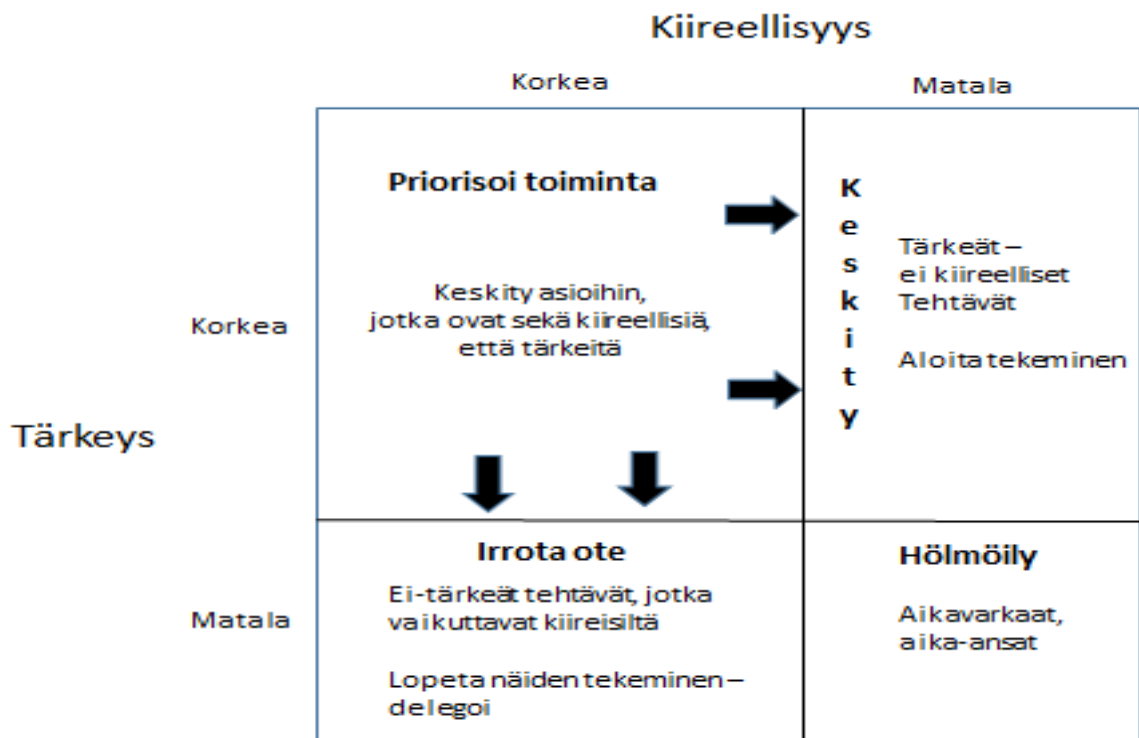 Kiireellisyys
Korkea
Matala
Priorisoi toiminta
Keskity asioihin,
jotka ovat sekä kiireellisiä,
että tärkeitä
Keskity
Tärkeät –
ei kiireelliset
Tehtävät
Aloita tekeminen
Korkea
Tärkeys
Irrota ote
Ei-tärkeät tehtävät, jotka
vaikuttavat kiireisiltä
Lopeta näiden tekeminen –
delegoi
Hölmöily
Aikavarkaat,
aika-ansat
Matala